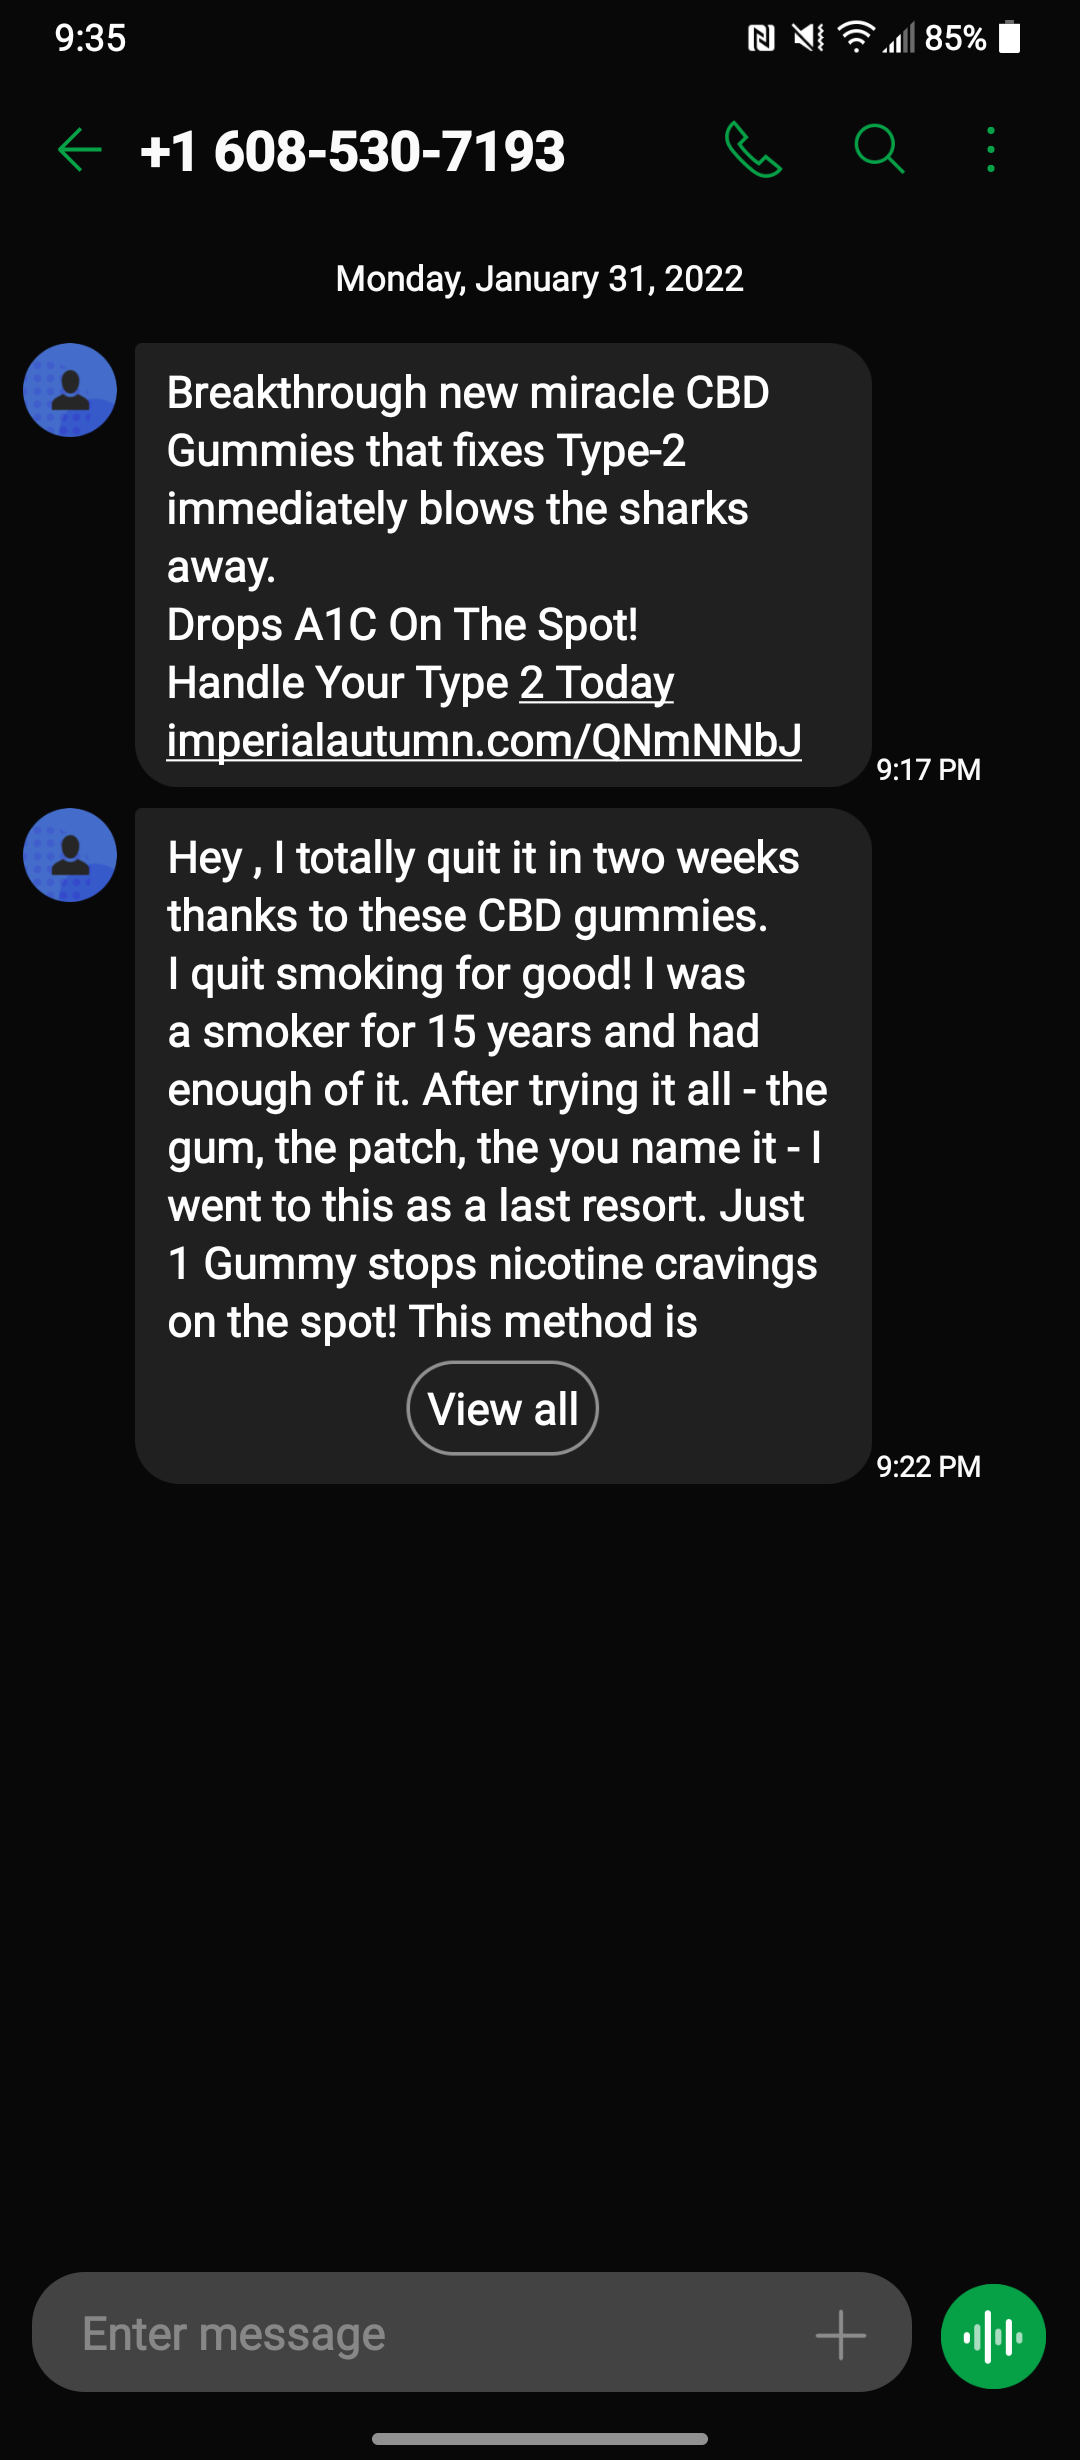 9:35
85%
+1 608-530-7193
Monday, January 31, 2022
Breakthrough new miracle CBD
Gummies that fixes Type-2
immediately blows the sharks
away.
Drops A1C On The Spot!
Handle Your Type 2 Today
imperialautumn.com/QNmNNbJ
9:17 PM
Hey , I totally quit it in two weeks
thanks to these CBD gummies.
I quit smoking for good! I was
a smoker for 15 years and had
enough of it. After trying it all - the
gum, the patch, the you name it - I
went to this as a last resort. Just
1 Gummy stops nicotine cravings
on the spot! This method is
View all
9:22 PM
Enter message